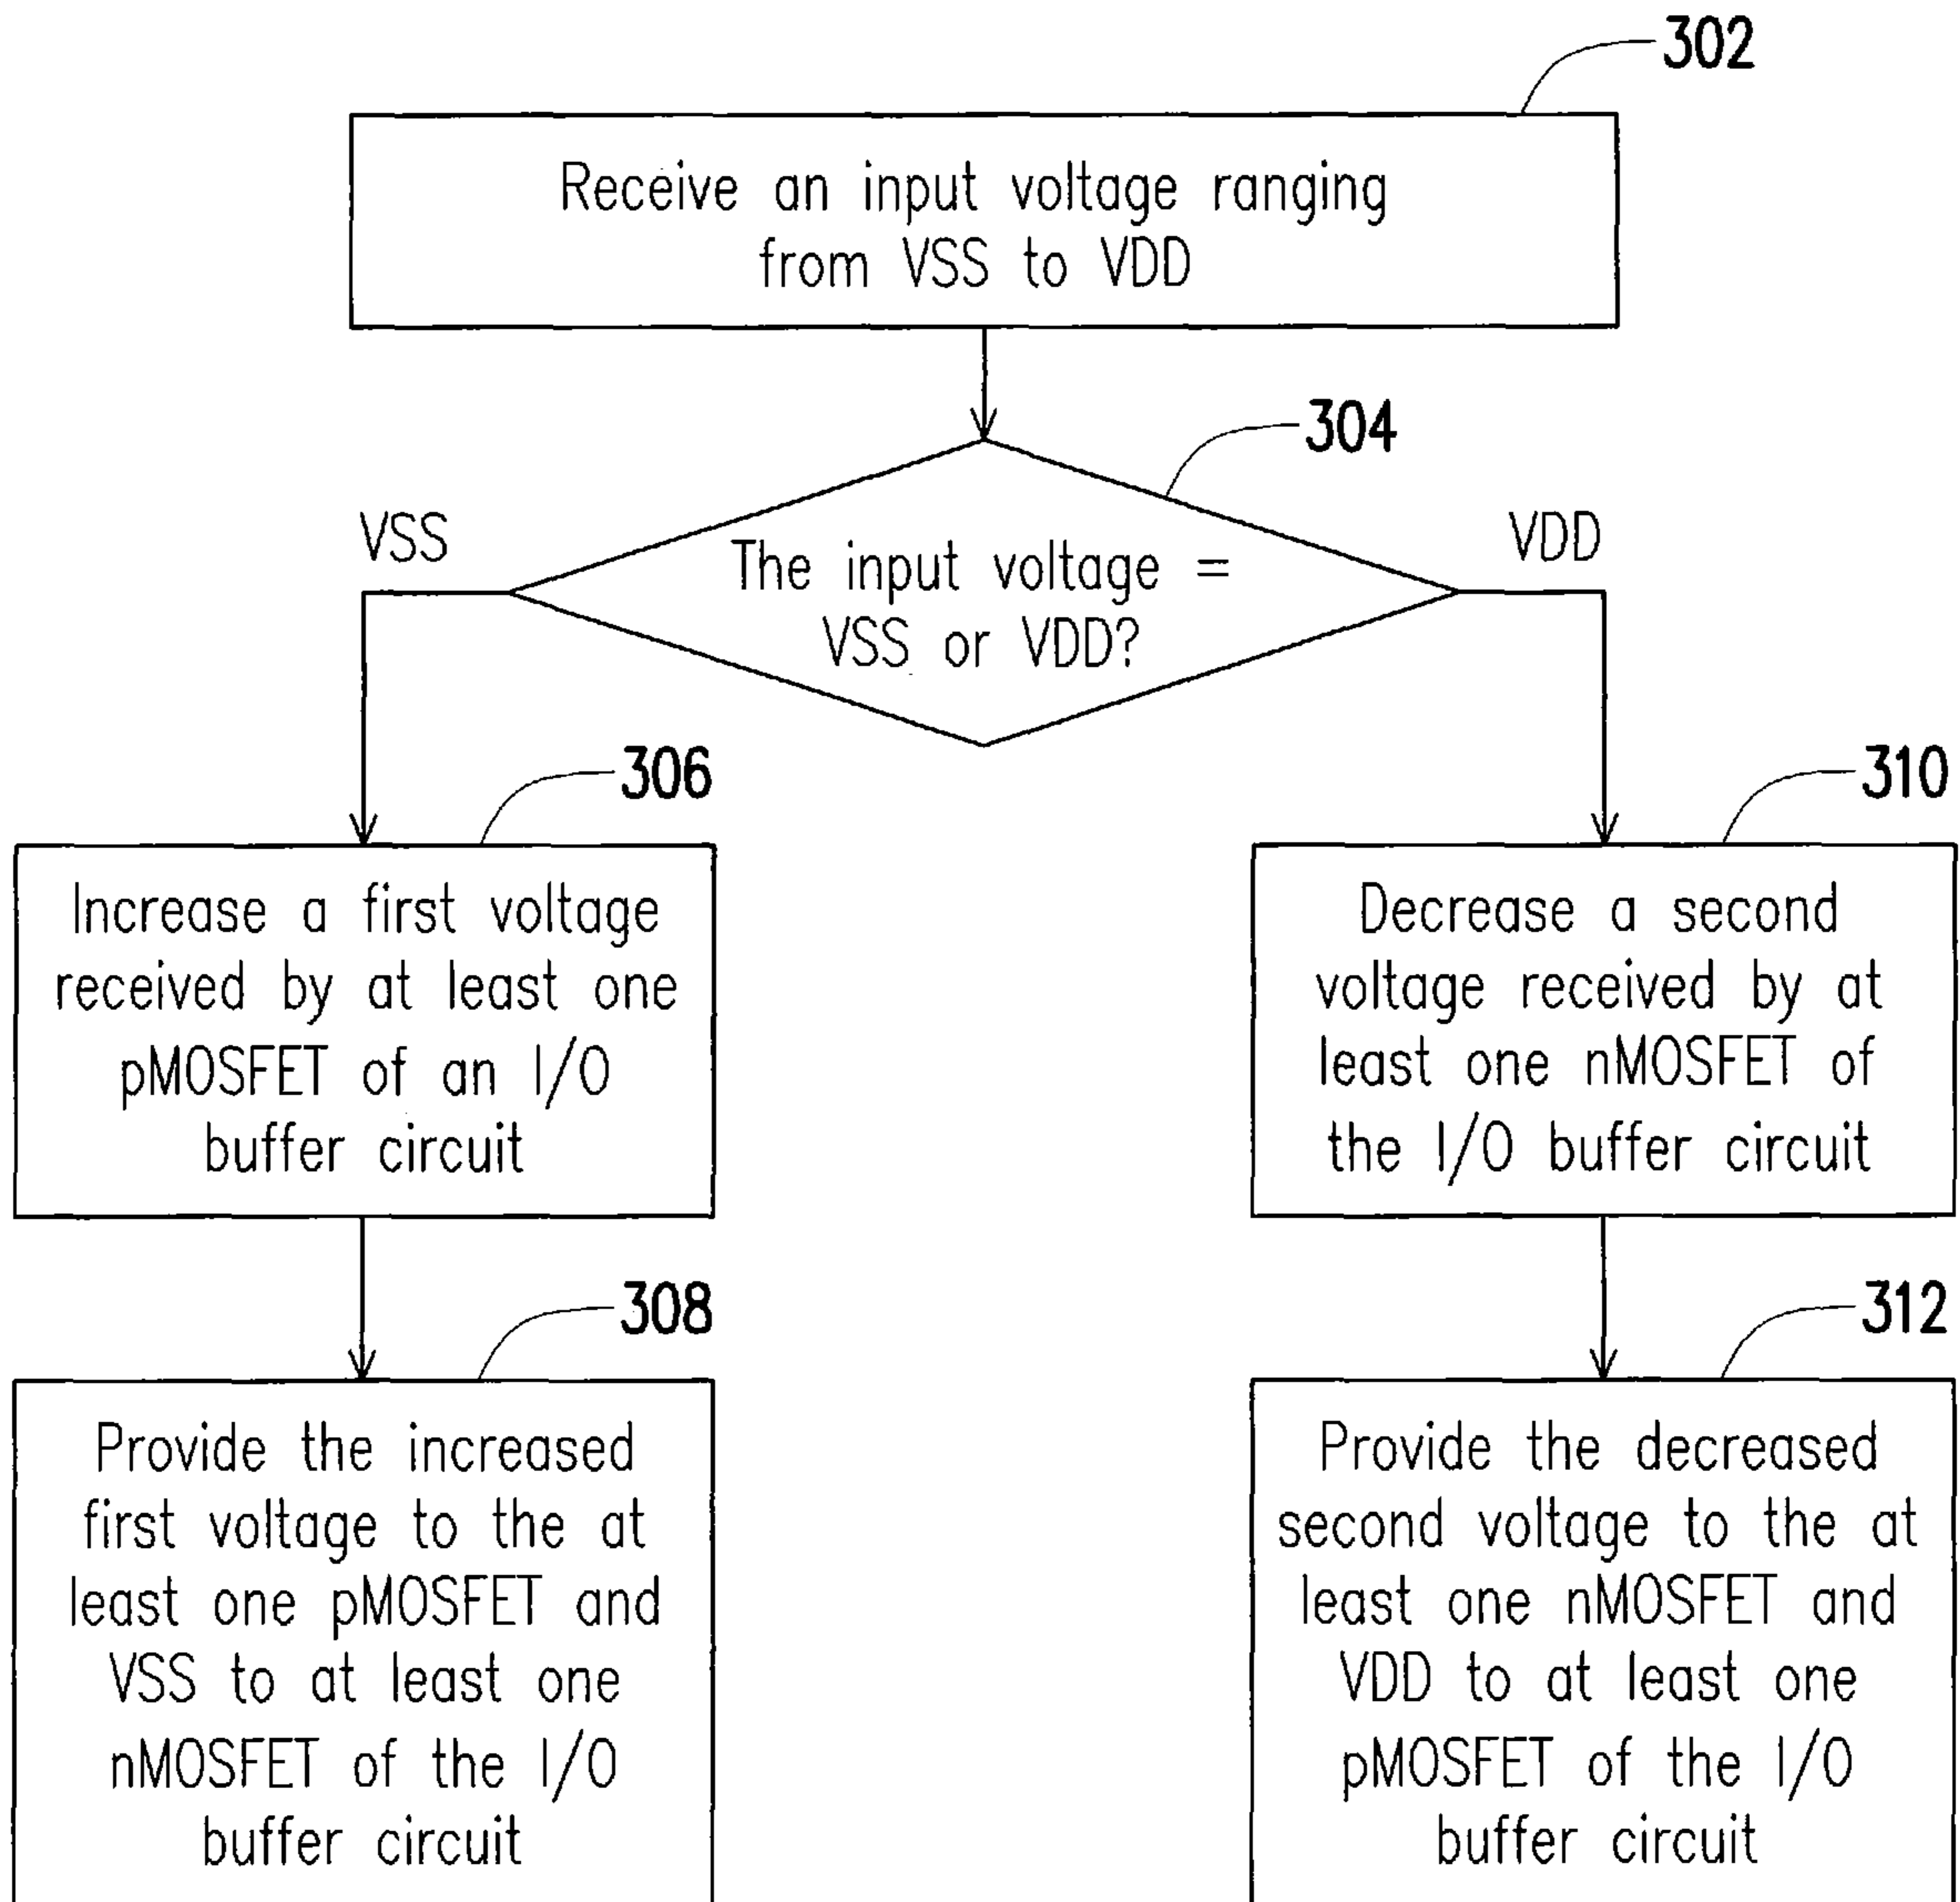 302
Receive an input voltage ranging
from VSS to VDD
304
VSS
The input voltage =
VSS or VDD?
VDD
306
Increase a first voltage
received by at least one
pMOSFET of an I/O
buffer circuit
310
Decrease a second
voltage received by at
least one nMOSFET of
the I/O buffer circuit
308
Provide the increased
first voltage to the at
least one pMOSFET and
VSS to at least one
nMOSFET of the I/O
buffer circuit
312
Provide the decreased
second voltage to the at
least one nMOSFET and
VDD to at least one
pMOSFET of the I/O
buffer circuit